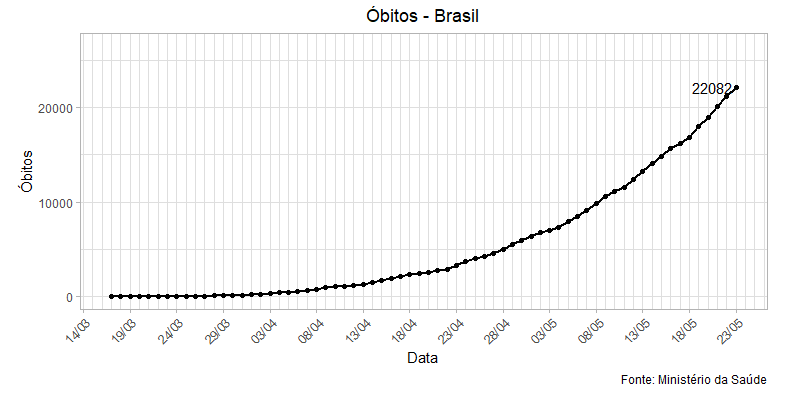 Óbitos - Brasil
22082
20000
10000
0
Óbitos
14/03 19/03 24/03 29/03 03/04 08/04 13/04 18/04 23/04 28/04 03/05 08/05 13/05 18/05 23/05
Data
Fonte: Ministério da Saúde